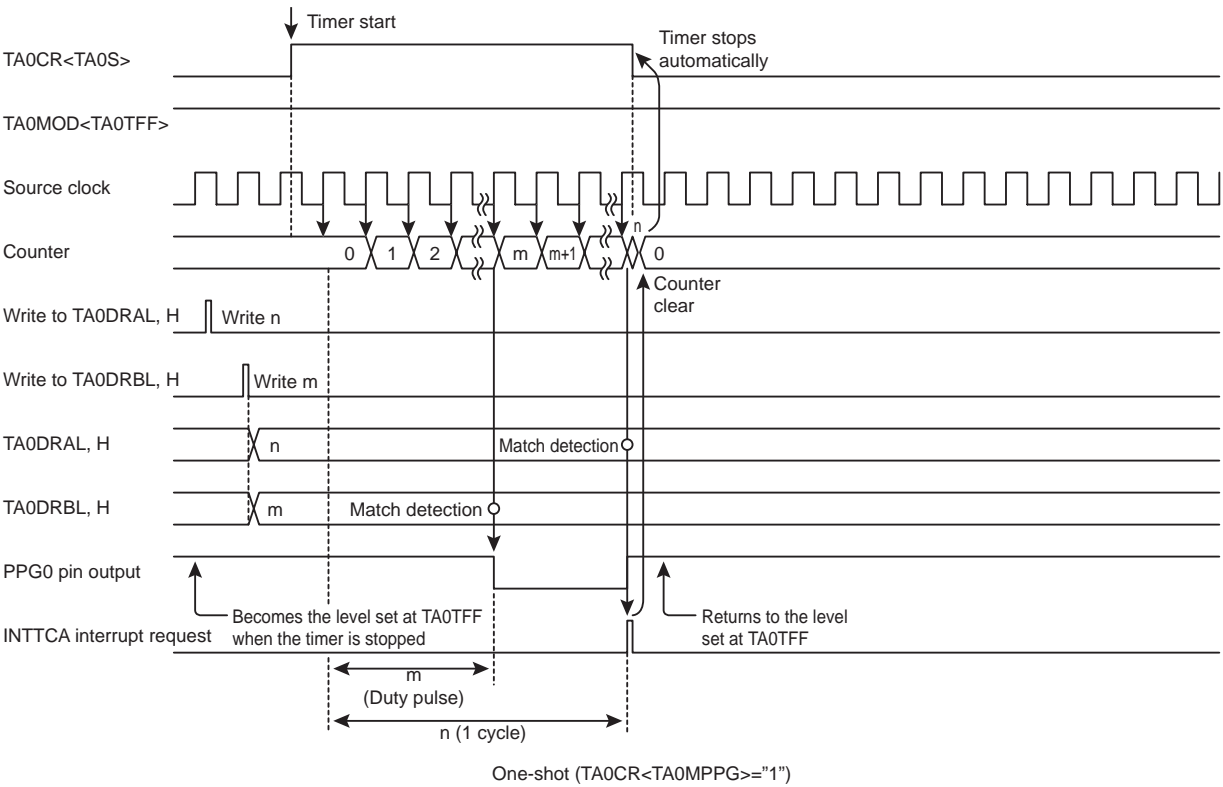 Timer start
TA0CR<TA0S>
Timer stops
automatically
TA0MOD<TA0TFF>
Source clock
n
Counter
0 1 2 m m+1 0
Counter
clear
Write to TA0DRAL, H
Write n
Write to TA0DRBL, H
Write m
TA0DRAL, H
n
Match detection
TA0DRBL, H
m
Match detection
PPG0 pin output
Becomes the level set at TA0TFF
when the timer is stopped
Returns to the level
set at TA0TFF
INTTCA interrupt request
m
(Duty pulse)
n (1 cycle)
One-shot (TA0CR<TA0MPPG>=”1”)